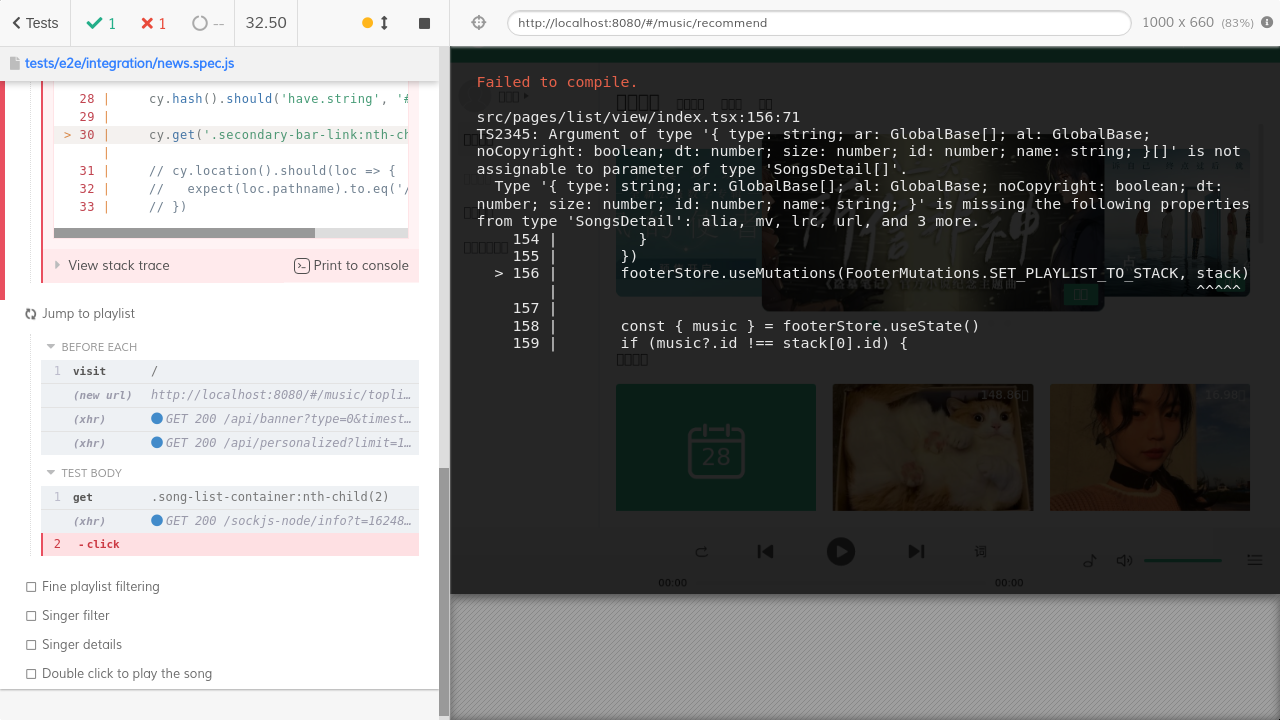 Tests
1
1
--
32.50
http://localhost:8080/#/music/recommend
1000 x 660 (83%)
tests/e2e/integration/news.spec.js
28 | cy.hash().should('have.string', '#
29 |
> 30 | cy.get('.secondary-bar-link:nth-ch
|
31 | // cy.location().should(loc => {
32 | //   expect(loc.pathname).to.eq('/
33 | // })
View stack trace
Print to console
Jump to playlist
BEFORE EACH
1 visit /
(new url) http://localhost:8080/#/music/topli…
(xhr) GET 200 /api/banner?type=0&timest…
(xhr) GET 200 /api/personalized?limit=1…
TEST BODY
1 get .song-list-container:nth-child(2)
(xhr) GET 200 /sockjs-node/info?t=16248…
2 -click
Fine playlist filtering
Singer filter
Singer details
Double click to play the song
Failed to compile.
src/pages/list/view/index.tsx:156:71
TS2345: Argument of type '{ type: string; ar: GlobalBase[]; al: GlobalBase;
noCopyright: boolean; dt: number; size: number; id: number; name: string; }[]' is not
assignable to parameter of type 'SongsDetail[]'.
Type '{ type: string; ar: GlobalBase[]; al: GlobalBase; noCopyright: boolean; dt:
number; size: number; id: number; name: string; }' is missing the following properties
from type 'SongsDetail': alia, mv, lrc, url, and 3 more.
154 | }
155 | })
> 156 | footerStore.useMutations(FooterMutations.SET_PLAYLIST_TO_STACK, stack)
| ^^^^^
157 |
158 | const { music } = footerStore.useState()
159 | if (music?.id !== stack[0].id) {
148.86
16.98
28
词
00:00
00:00